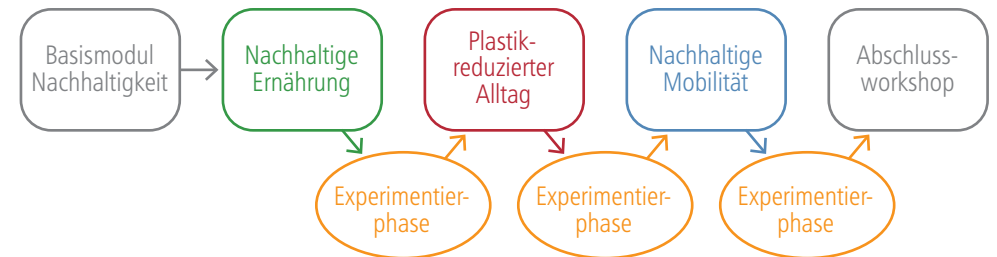 Basismodul
Nachhaltigkeit
Nachhaltige
Ernährung
Plastik-
reduzierter
Alltag
Nachhaltige
Mobilität
Abschluss-
workshop
Experimentier-
phase
Experimentier-
phase
Experimentier-
phase